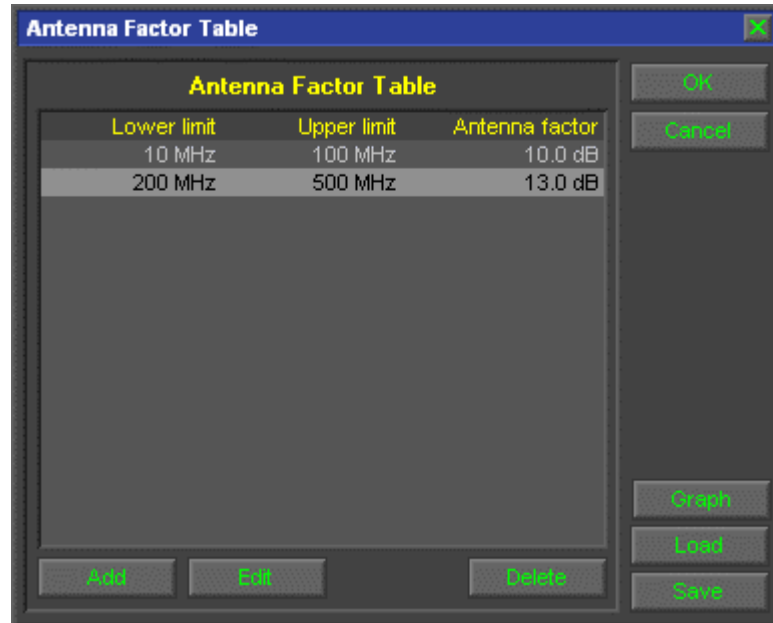 Antenna Factor Table
Antenna Factor Table
Lower limit Upper limit Antenna factor
10 MHz 100 MHz 10.0 dB
200 MHz 500 MHz 13.0 dB
Add Edit Delete
OK
Cancel
Graph
Load
Save